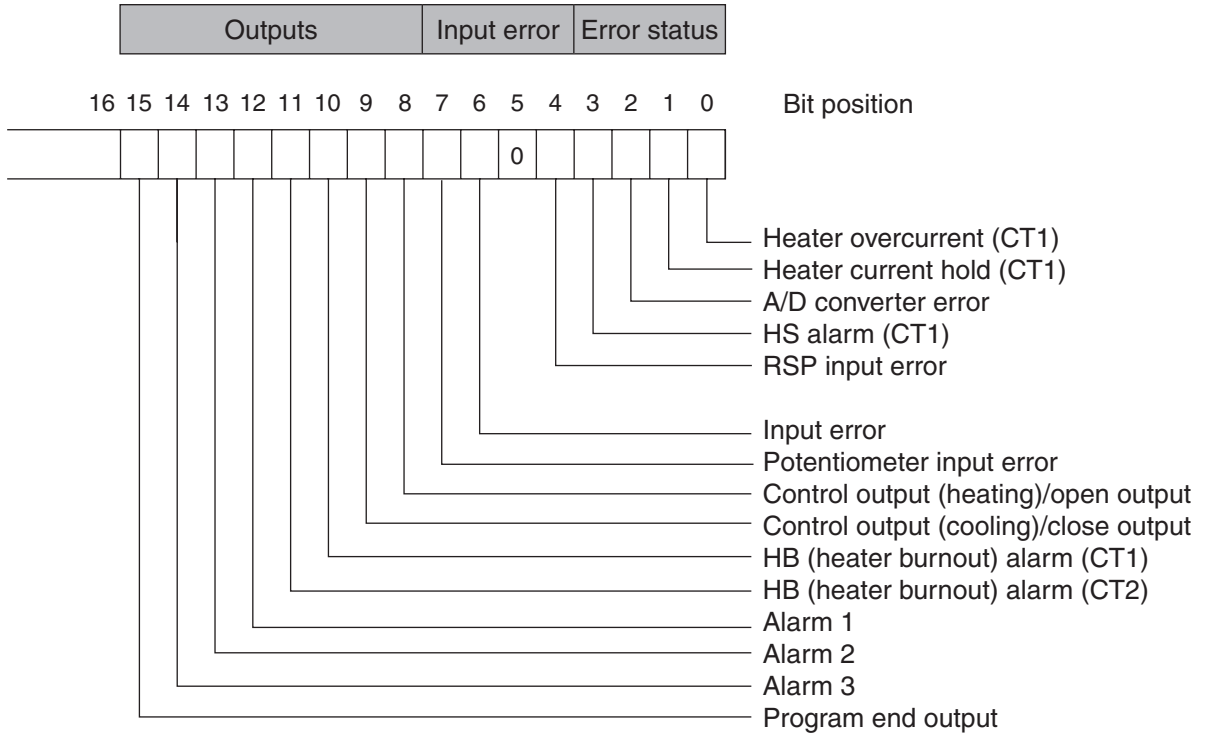 Outputs Input error Error status
16 15 14 13 12 11 10 9 8 7 6 5 4 3 2 1 0 Bit position
0
Heater overcurrent (CT1)
Heater current hold (CT1)
A/D converter error
HS alarm (CT1)
RSP input error
Input error
Potentiometer input error
Control output (heating)/open output
Control output (cooling)/close output
HB (heater burnout) alarm (CT1)
HB (heater burnout) alarm (CT2)
Alarm 1
Alarm 2
Alarm 3
Program end output